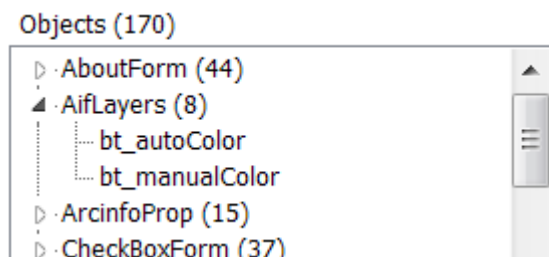 Objects (170)
AboutForm (44)
AifLayers (8)
bt_autoColor
bt_manualColor
ArcinfoProp (15)
CheckBoxForm (37)